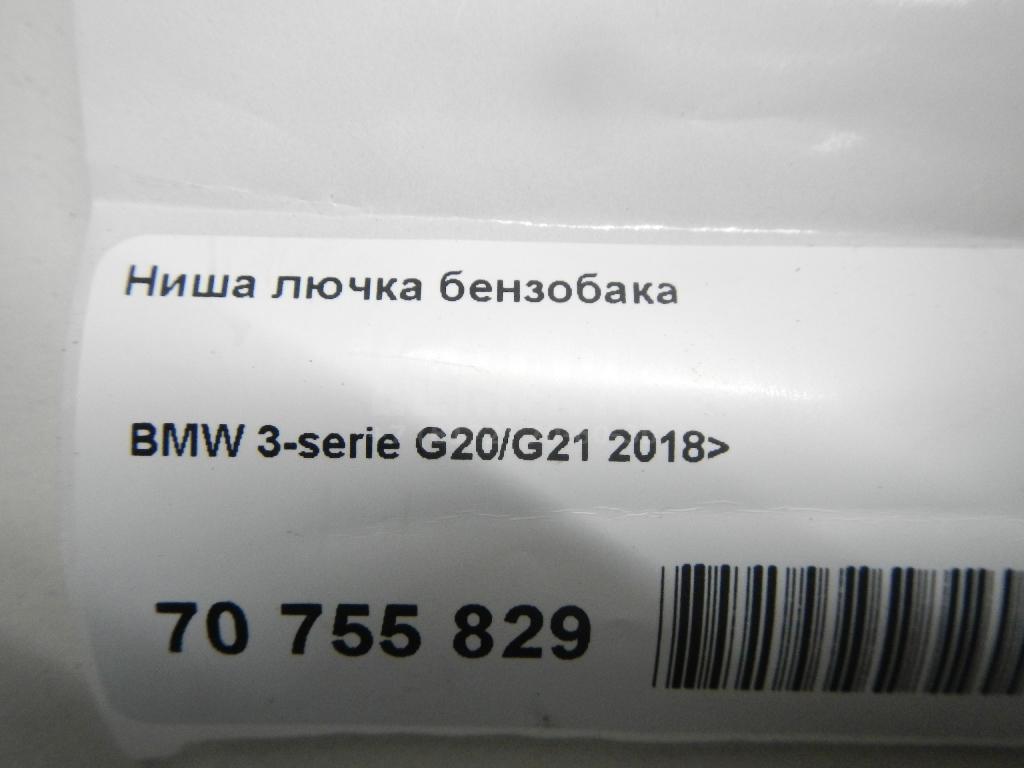 Ниша лючка бензобака
BMW 3-serie G20/G21 2018>
70 755 829